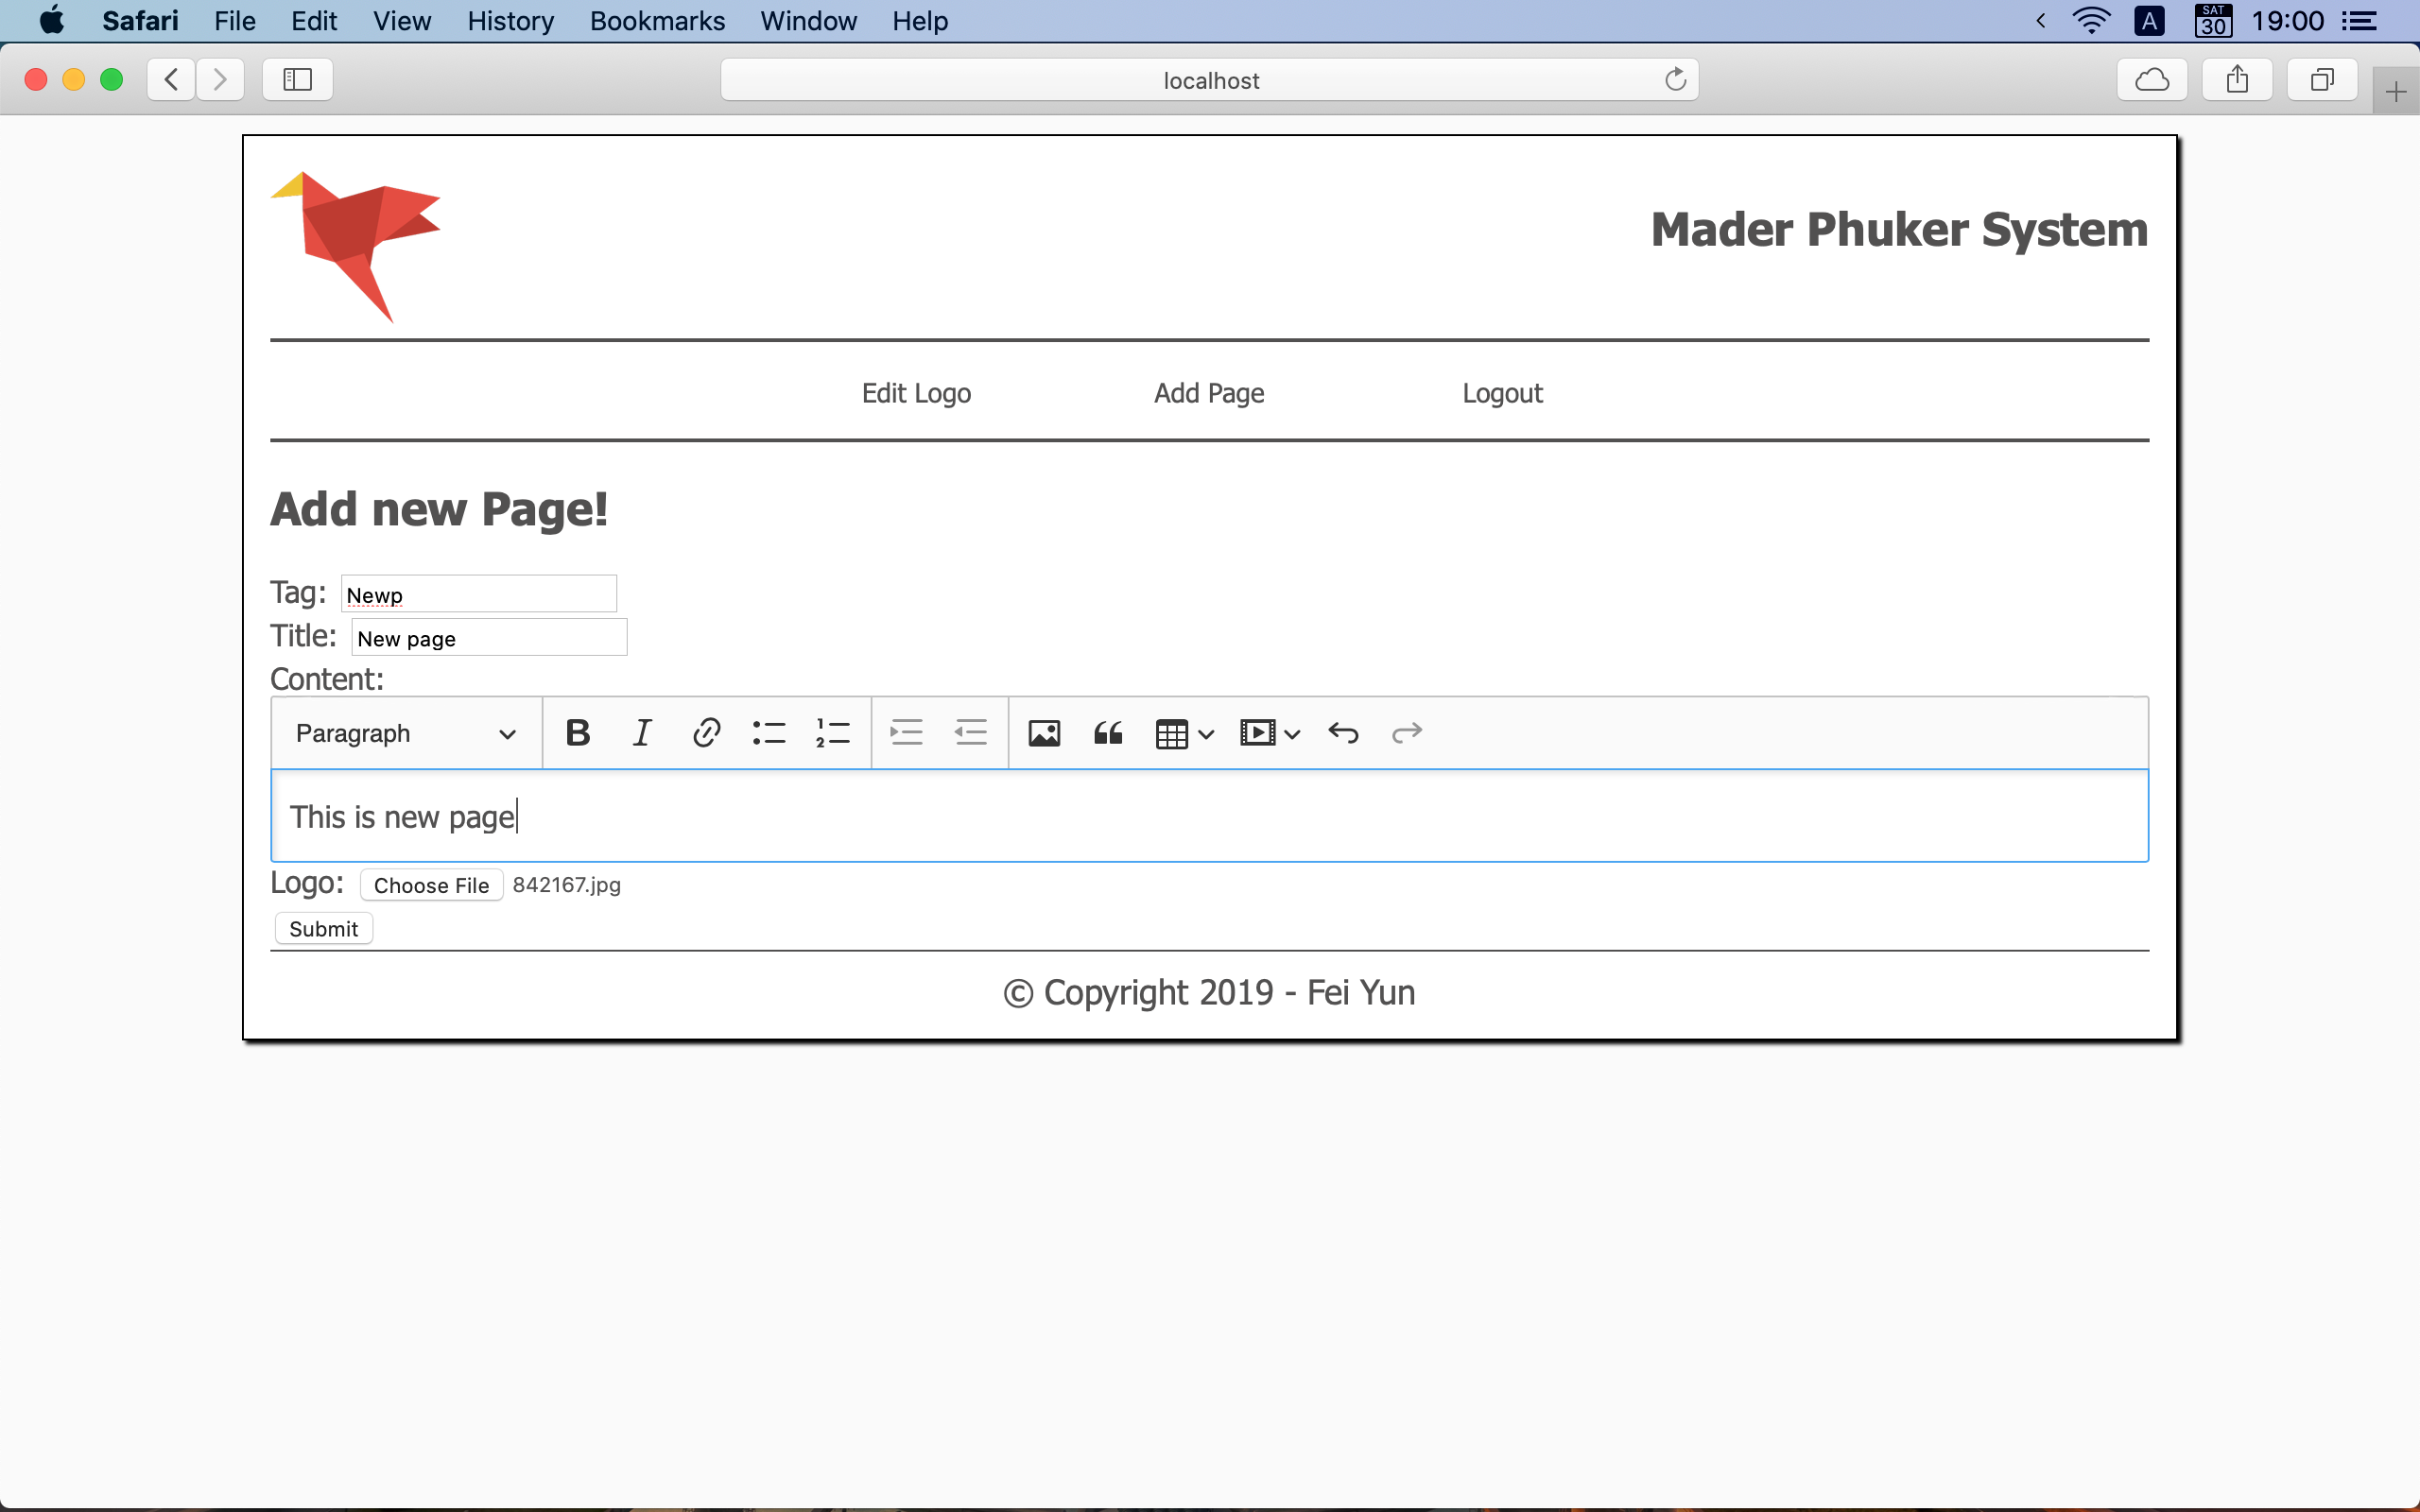 Safari File Edit View History Bookmarks Window Help A SAT 30 19:00
localhost
Mader Phuker System
Edit Logo Add Page Logout
Add new Page!
Tag: Newp
Title: New page
Content:
Paragraph B I
This is new page
Logo: Choose File 842167.jpg
Submit
© Copyright 2019 - Fei Yun